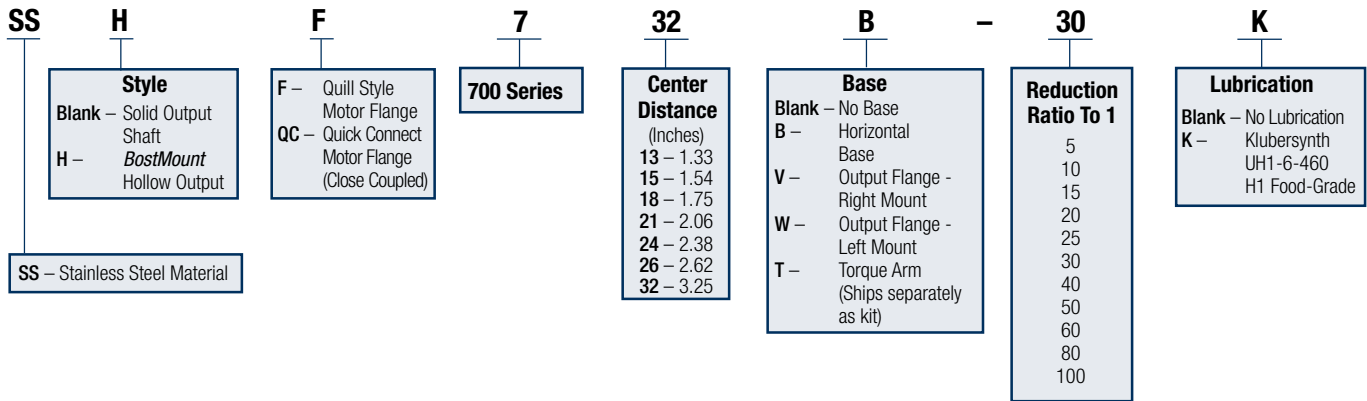 SS H F 7 32 B – 30 K
Style
Blank – Solid Output
Shaft
H – BostMount
Hollow Output
F – Quill Style
Motor Flange
QC – Quick Connect
Motor Flange
(Close Coupled)
700 Series
Center
Distance
(Inches)
13 – 1.33
15 – 1.54
18 – 1.75
21 – 2.06
24 – 2.38
26 – 2.62
32 – 3.25
Base
Blank – No Base
B – Horizontal
Base
V – Output Flange -
Right Mount
W – Output Flange -
Left Mount
T – Torque Arm
(Ships separately
as kit)
Reduction
Ratio To 1
5
10
15
20
25
30
40
50
60
80
100
Lubrication
Blank – No Lubrication
K – Klubersynth
UH1-6-460
H1 Food-Grade
SS – Stainless Steel Material